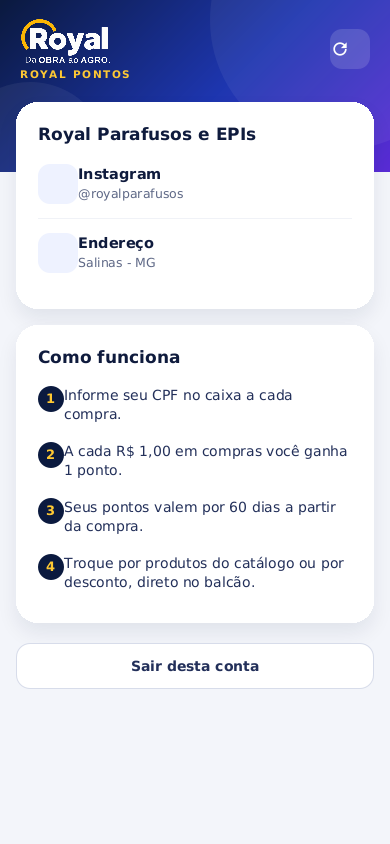 Royal
Da OBRA ao AGRO.
ROYAL PONTOS
Royal Parafusos e EPIs
Instagram
@royalparafusos
Endereço
Salinas - MG
Como funciona
1 Informe seu CPF no caixa a cada
compra.
2 A cada R$ 1,00 em compras você ganha
1 ponto.
3 Seus pontos valem por 60 dias a partir
da compra.
4 Troque por produtos do catálogo ou por
desconto, direto no balcão.
Sair desta conta